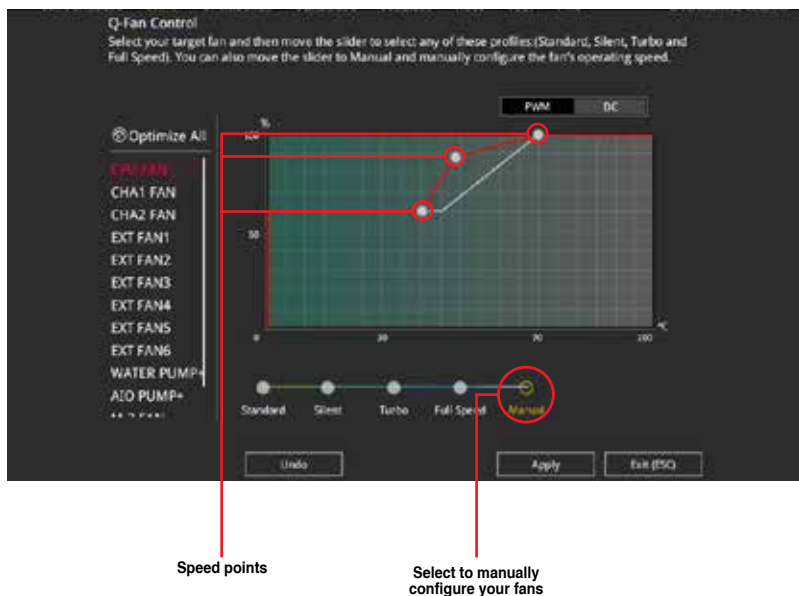 Q-Fan Control
Select your target fan and then move the slider to select any of these profiles:(Standard, Silent, Turbo and
Full Speed). You can also move the slider to Manual and manually configure the fan's operating speed.
PWM DC
%
Optimize All
100
CPU FAN
CHA1 FAN
CHA2 FAN
EXT FAN1
50
EXT FAN2
EXT FAN3
EXT FAN4
EXT FAN5
°C
0 30 70 100
EXT FAN6
WATER PUMP+
AIO PUMP+
Standard Silent Turbo Full Speed Manual
Undo Apply Exit (ESC)
Speed points
Select to manually
configure your fans